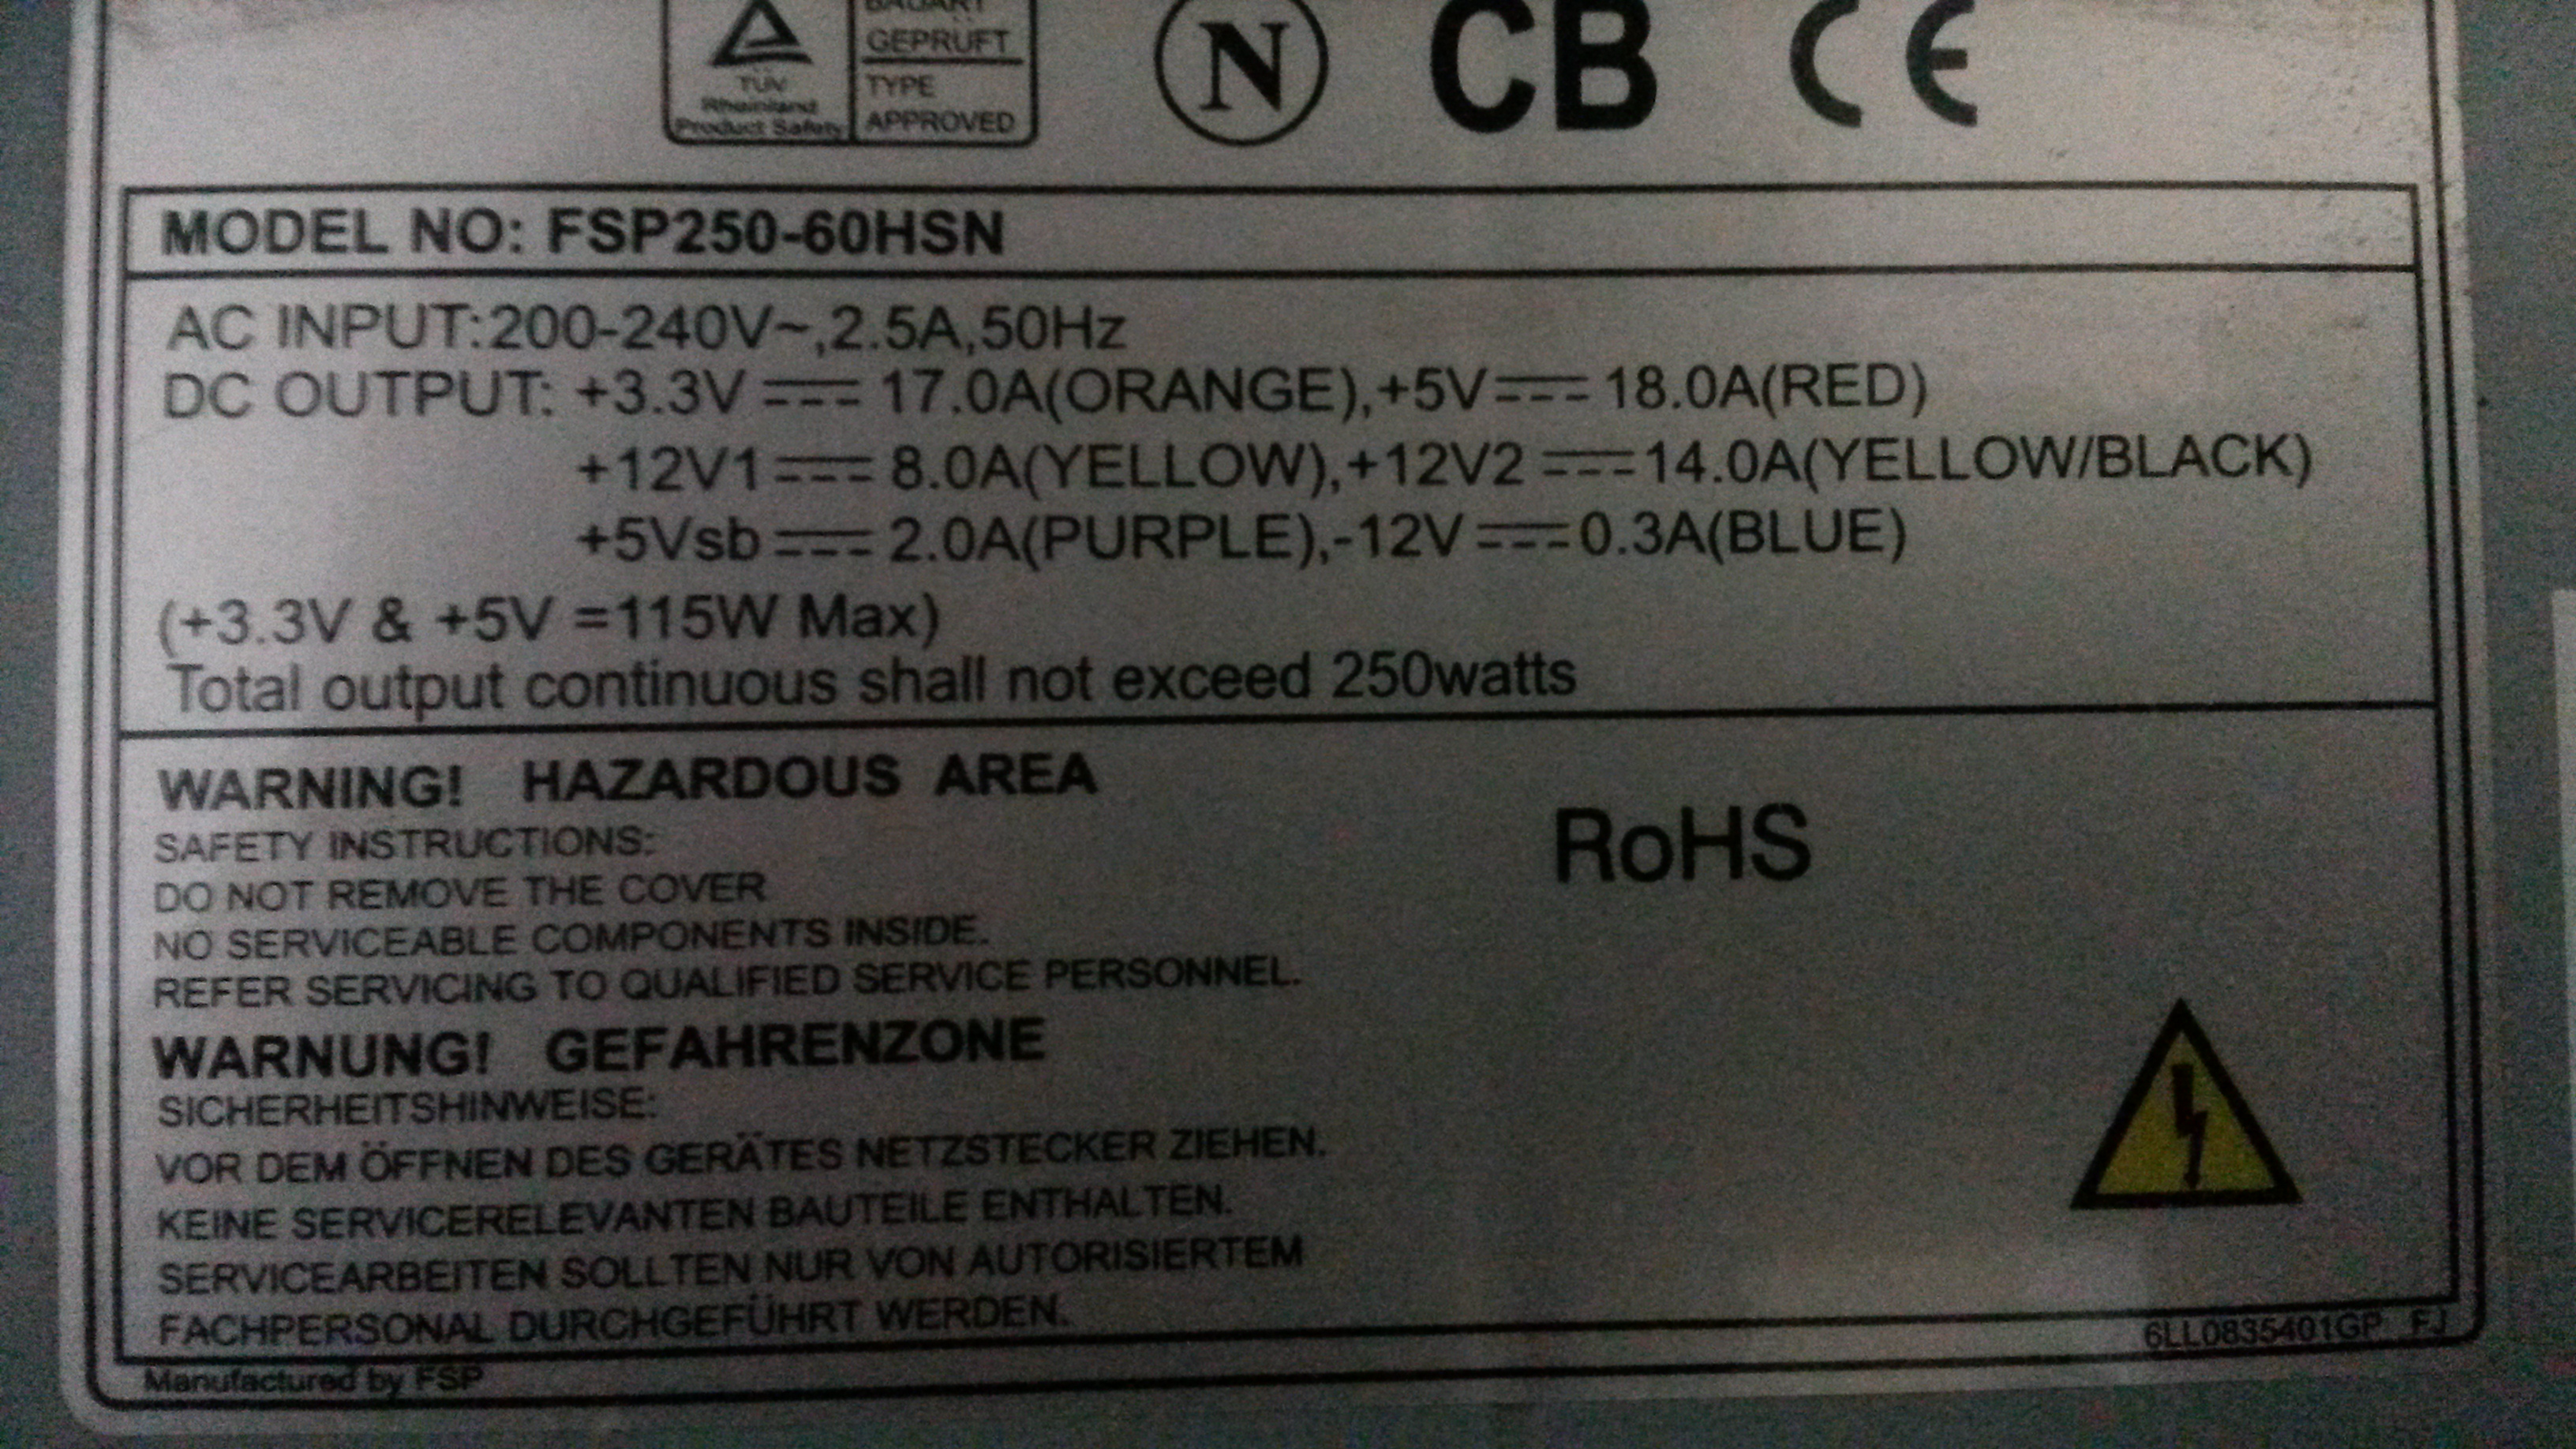 BAUART
GEPRÜFT
TÜV
Rheinland
Product Safety
TYPE
APPROVED
N
CB
CE
MODEL NO: FSP250-60HSN
AC INPUT:200-240V~,2.5A,50Hz
DC OUTPUT: +3.3V ⎓ 17.0A(ORANGE),+5V⎓18.0A(RED)
+12V1⎓8.0A(YELLOW),+12V2⎓14.0A(YELLOW/BLACK)
+5Vsb⎓2.0A(PURPLE),-12V⎓0.3A(BLUE)
(+3.3V & +5V =115W Max)
Total output continuous shall not exceed 250watts
WARNING! HAZARDOUS AREA
SAFETY INSTRUCTIONS:
DO NOT REMOVE THE COVER
NO SERVICEABLE COMPONENTS INSIDE.
REFER SERVICING TO QUALIFIED SERVICE PERSONNEL.
RoHS
WARNUNG! GEFAHRENZONE
SICHERHEITSHINWEISE:
VOR DEM ÖFFNEN DES GERÄTES NETZSTECKER ZIEHEN.
KEINE SERVICERELEVANTEN BAUTEILE ENTHALTEN.
SERVICEARBEITEN SOLLTEN NUR VON AUTORISIERTEM
FACHPERSONAL DURCHGEFÜHRT WERDEN.
6LL0835401GP FJ
Manufactured by FSP